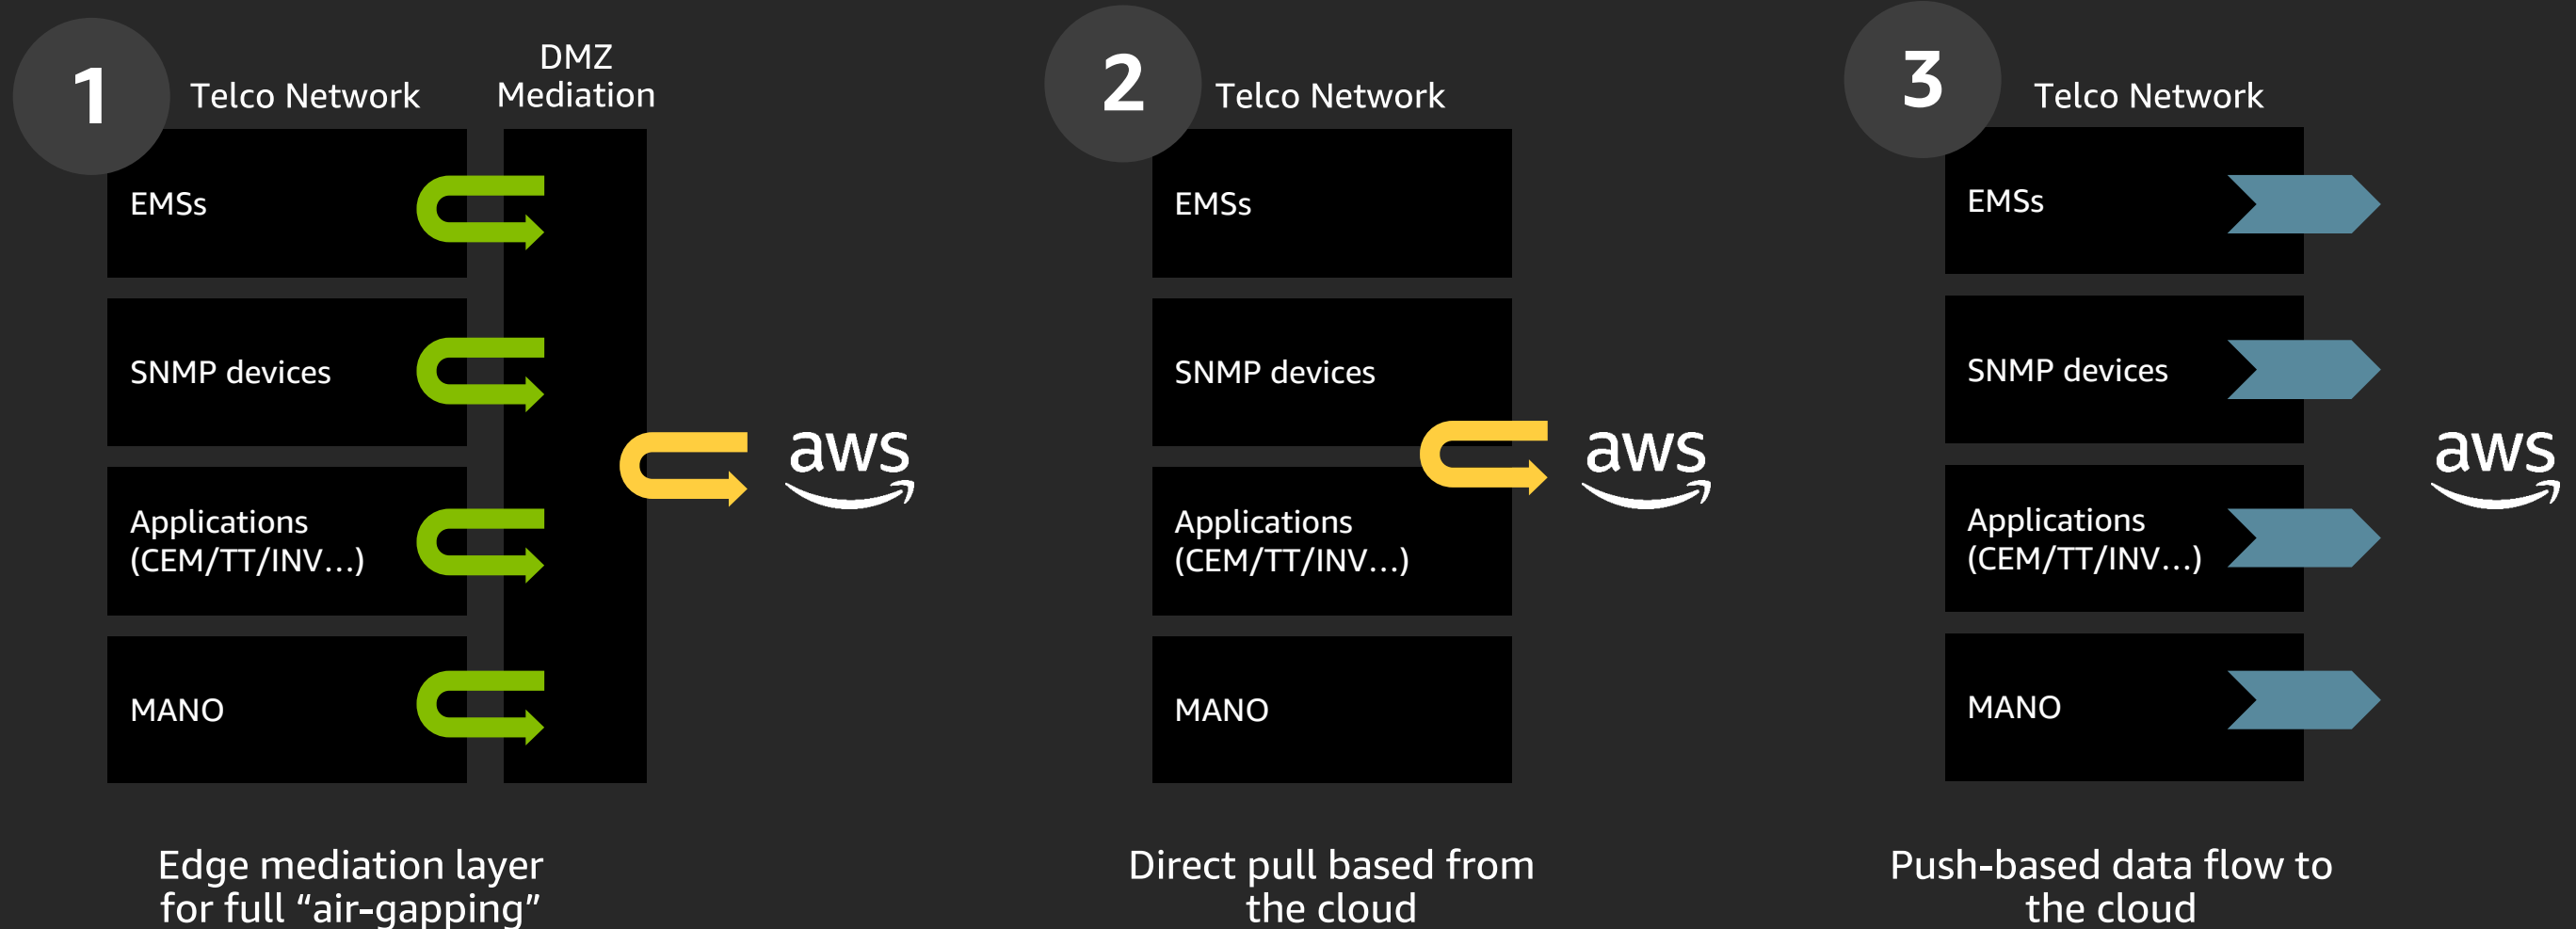 1
Telco Network
DMZ
Mediation
EMSs
SNMP devices
Applications
(CEM/TT/INV...)
MANO
aws
Edge mediation layer
for full “air-gapping”
2
Telco Network
EMSs
SNMP devices
Applications
(CEM/TT/INV...)
MANO
aws
Direct pull based from
the cloud
3
Telco Network
EMSs
SNMP devices
Applications
(CEM/TT/INV...)
MANO
aws
Push-based data flow to
the cloud